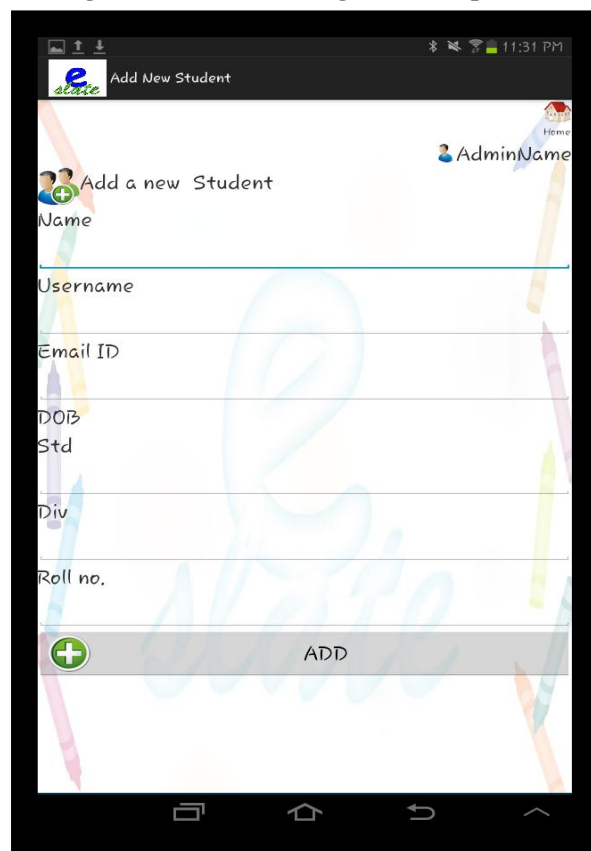 11:31 PM
e slate Add New Student
Home
AdminName
Add a new Student
Name
Username
Email ID
DOB
Std
Div
Roll no.
ADD
e
slate